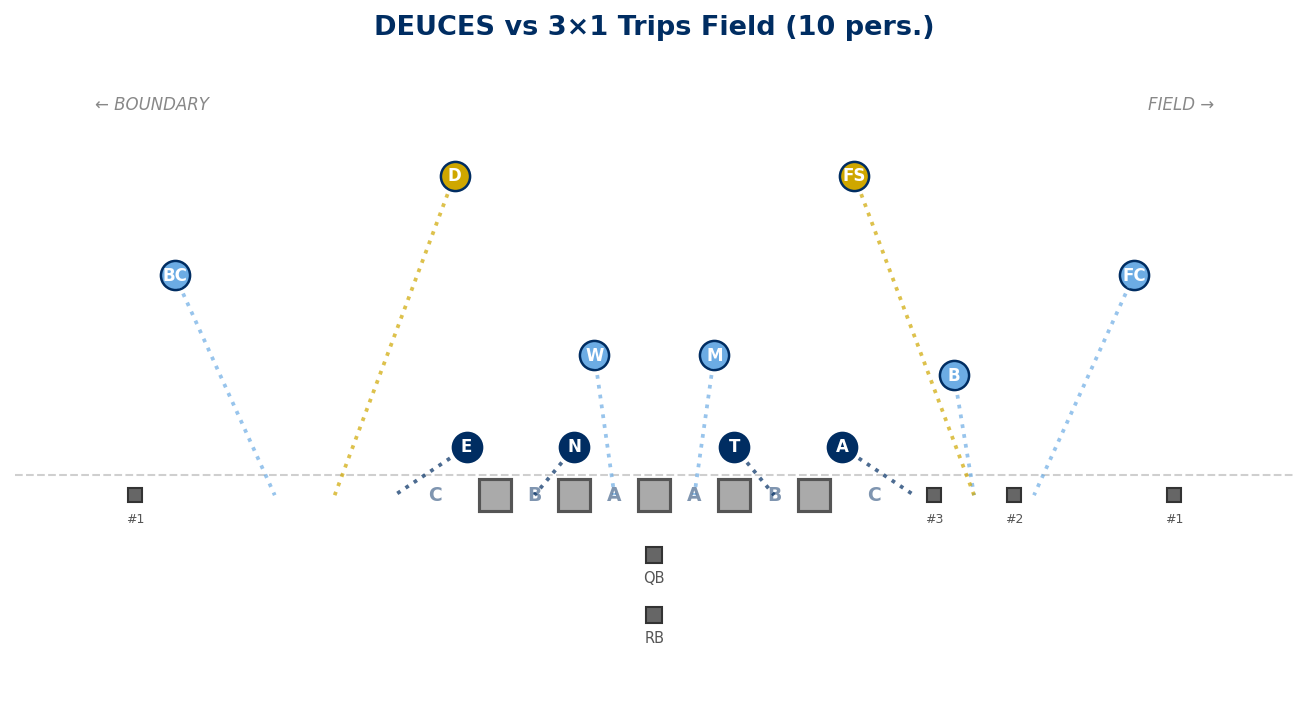 DEUCES vs 3×1 Trips Field (10 pers.)
← BOUNDARY
FIELD →
D
FS
BC
FC
W
M
B
E
N
T
A
C
B
A
A
B
C
#1
#3
#2
#1
QB
RB